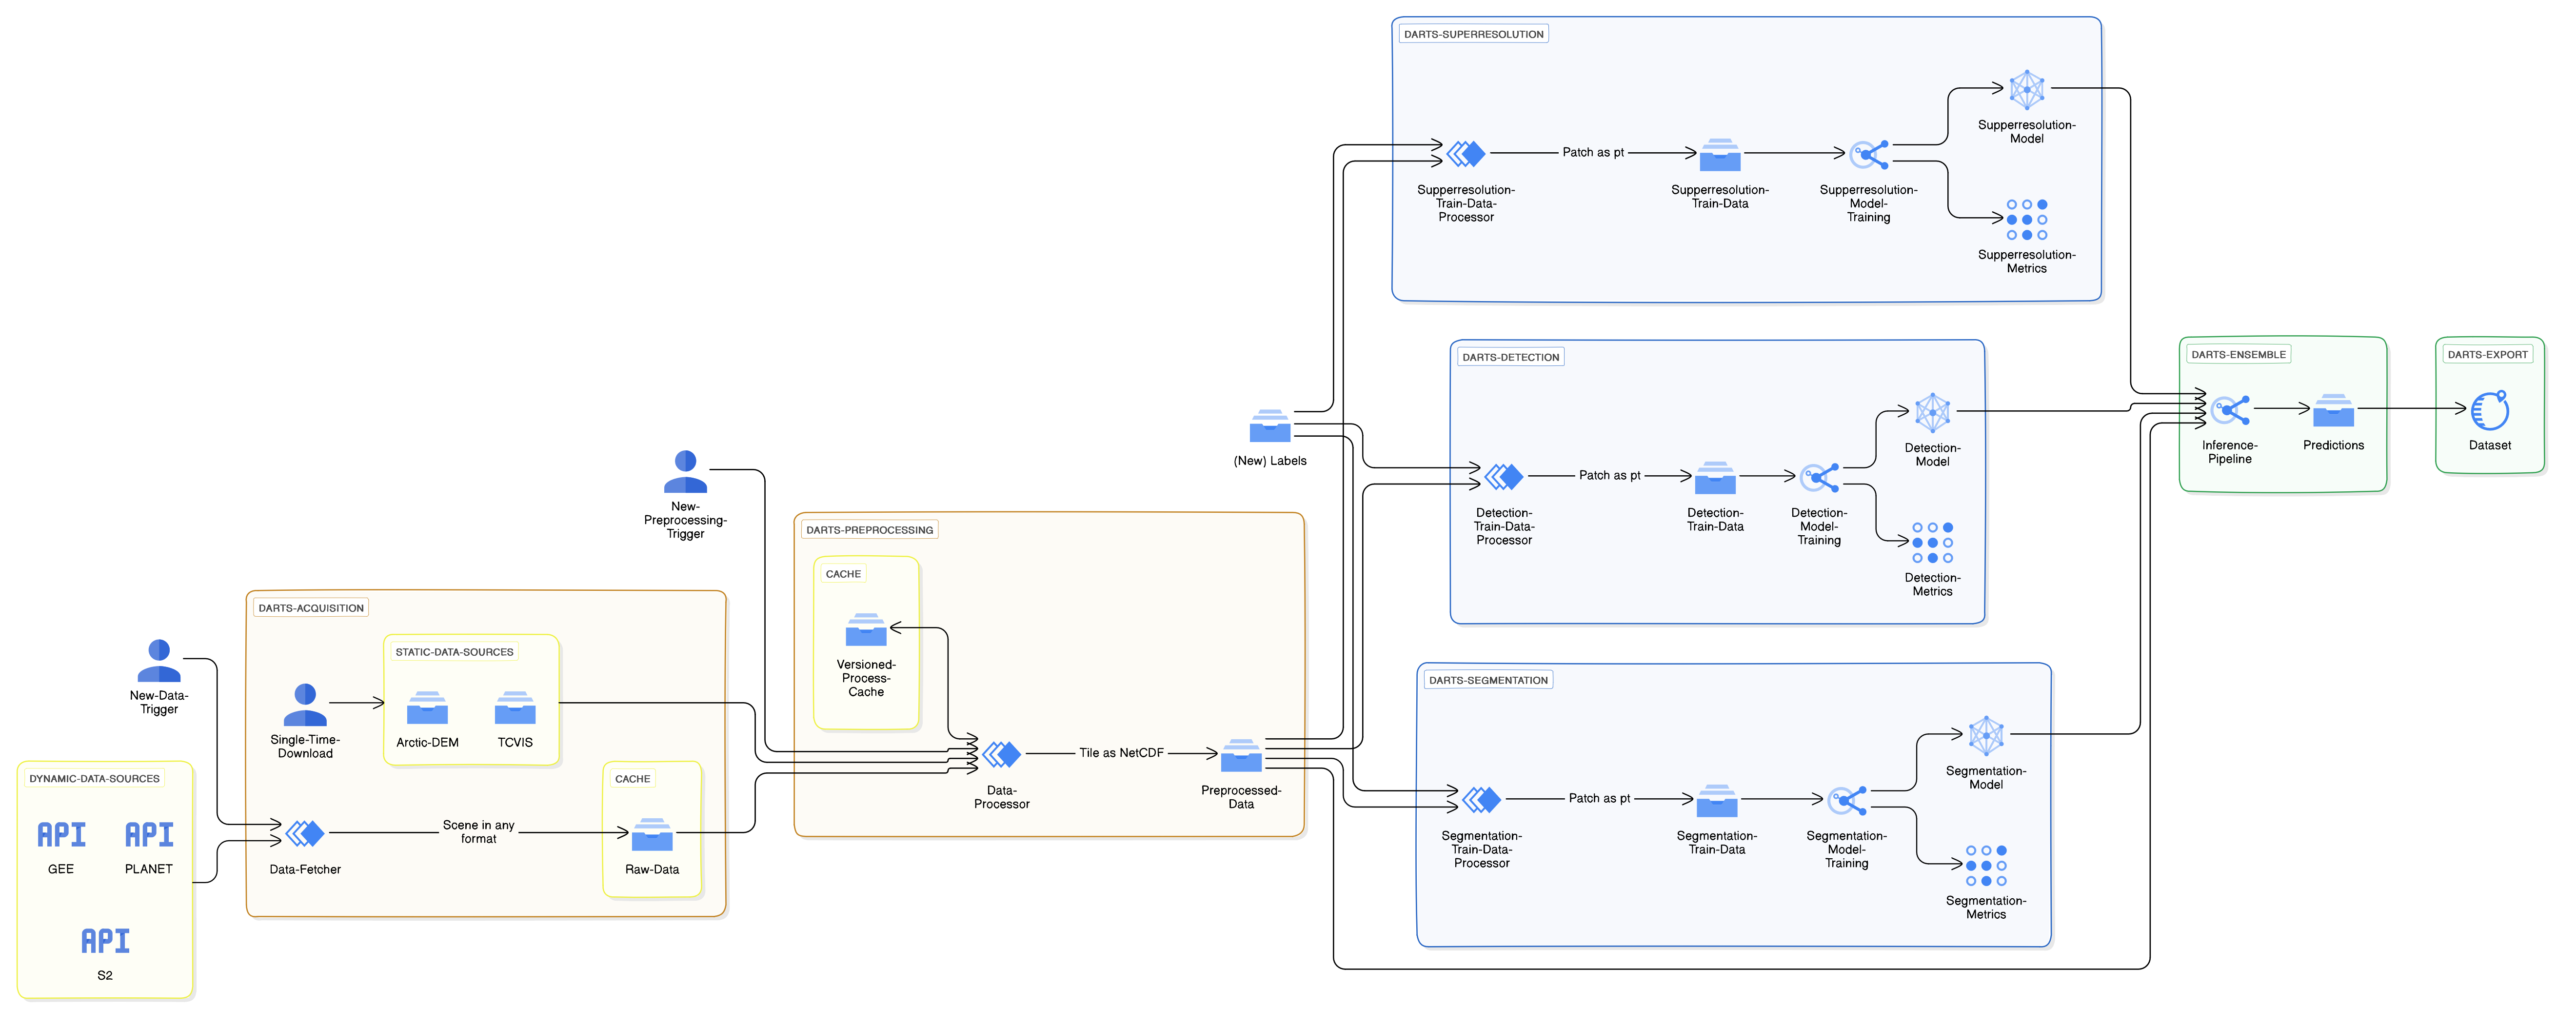 DARTS-SUPERRESOLUTION
Supperresolution-
Train-Data-
Processor
Patch as pt
Supperresolution-
Train-Data
Supperresolution-
Model-
Training
Supperresolution-
Model
Supperresolution-
Metrics
(New) Labels
DARTS-DETECTION
Detection-
Train-Data-
Processor
Patch as pt
Detection-
Train-Data
Detection-
Model-
Training
Detection-
Model
Detection-
Metrics
DARTS-ENSEMBLE
Inference-
Pipeline
Predictions
DARTS-EXPORT
Dataset
New-
Preprocessing-
Trigger
DARTS-PREPROCESSING
CACHE
Versioned-
Process-
Cache
Data-
Processor
Tile as NetCDF
Preprocessed-
Data
New-Data-
Trigger
DARTS-ACQUISITION
STATIC-DATA-SOURCES
Single-Time-
Download
Arctic-DEM
TCVIS
CACHE
Raw-Data
Data-Fetcher
Scene in any
format
DYNAMIC-DATA-SOURCES
API
GEE
API
PLANET
API
S2
DARTS-SEGMENTATION
Segmentation-
Train-Data-
Processor
Patch as pt
Segmentation-
Train-Data
Segmentation-
Model-
Training
Segmentation-
Model
Segmentation-
Metrics